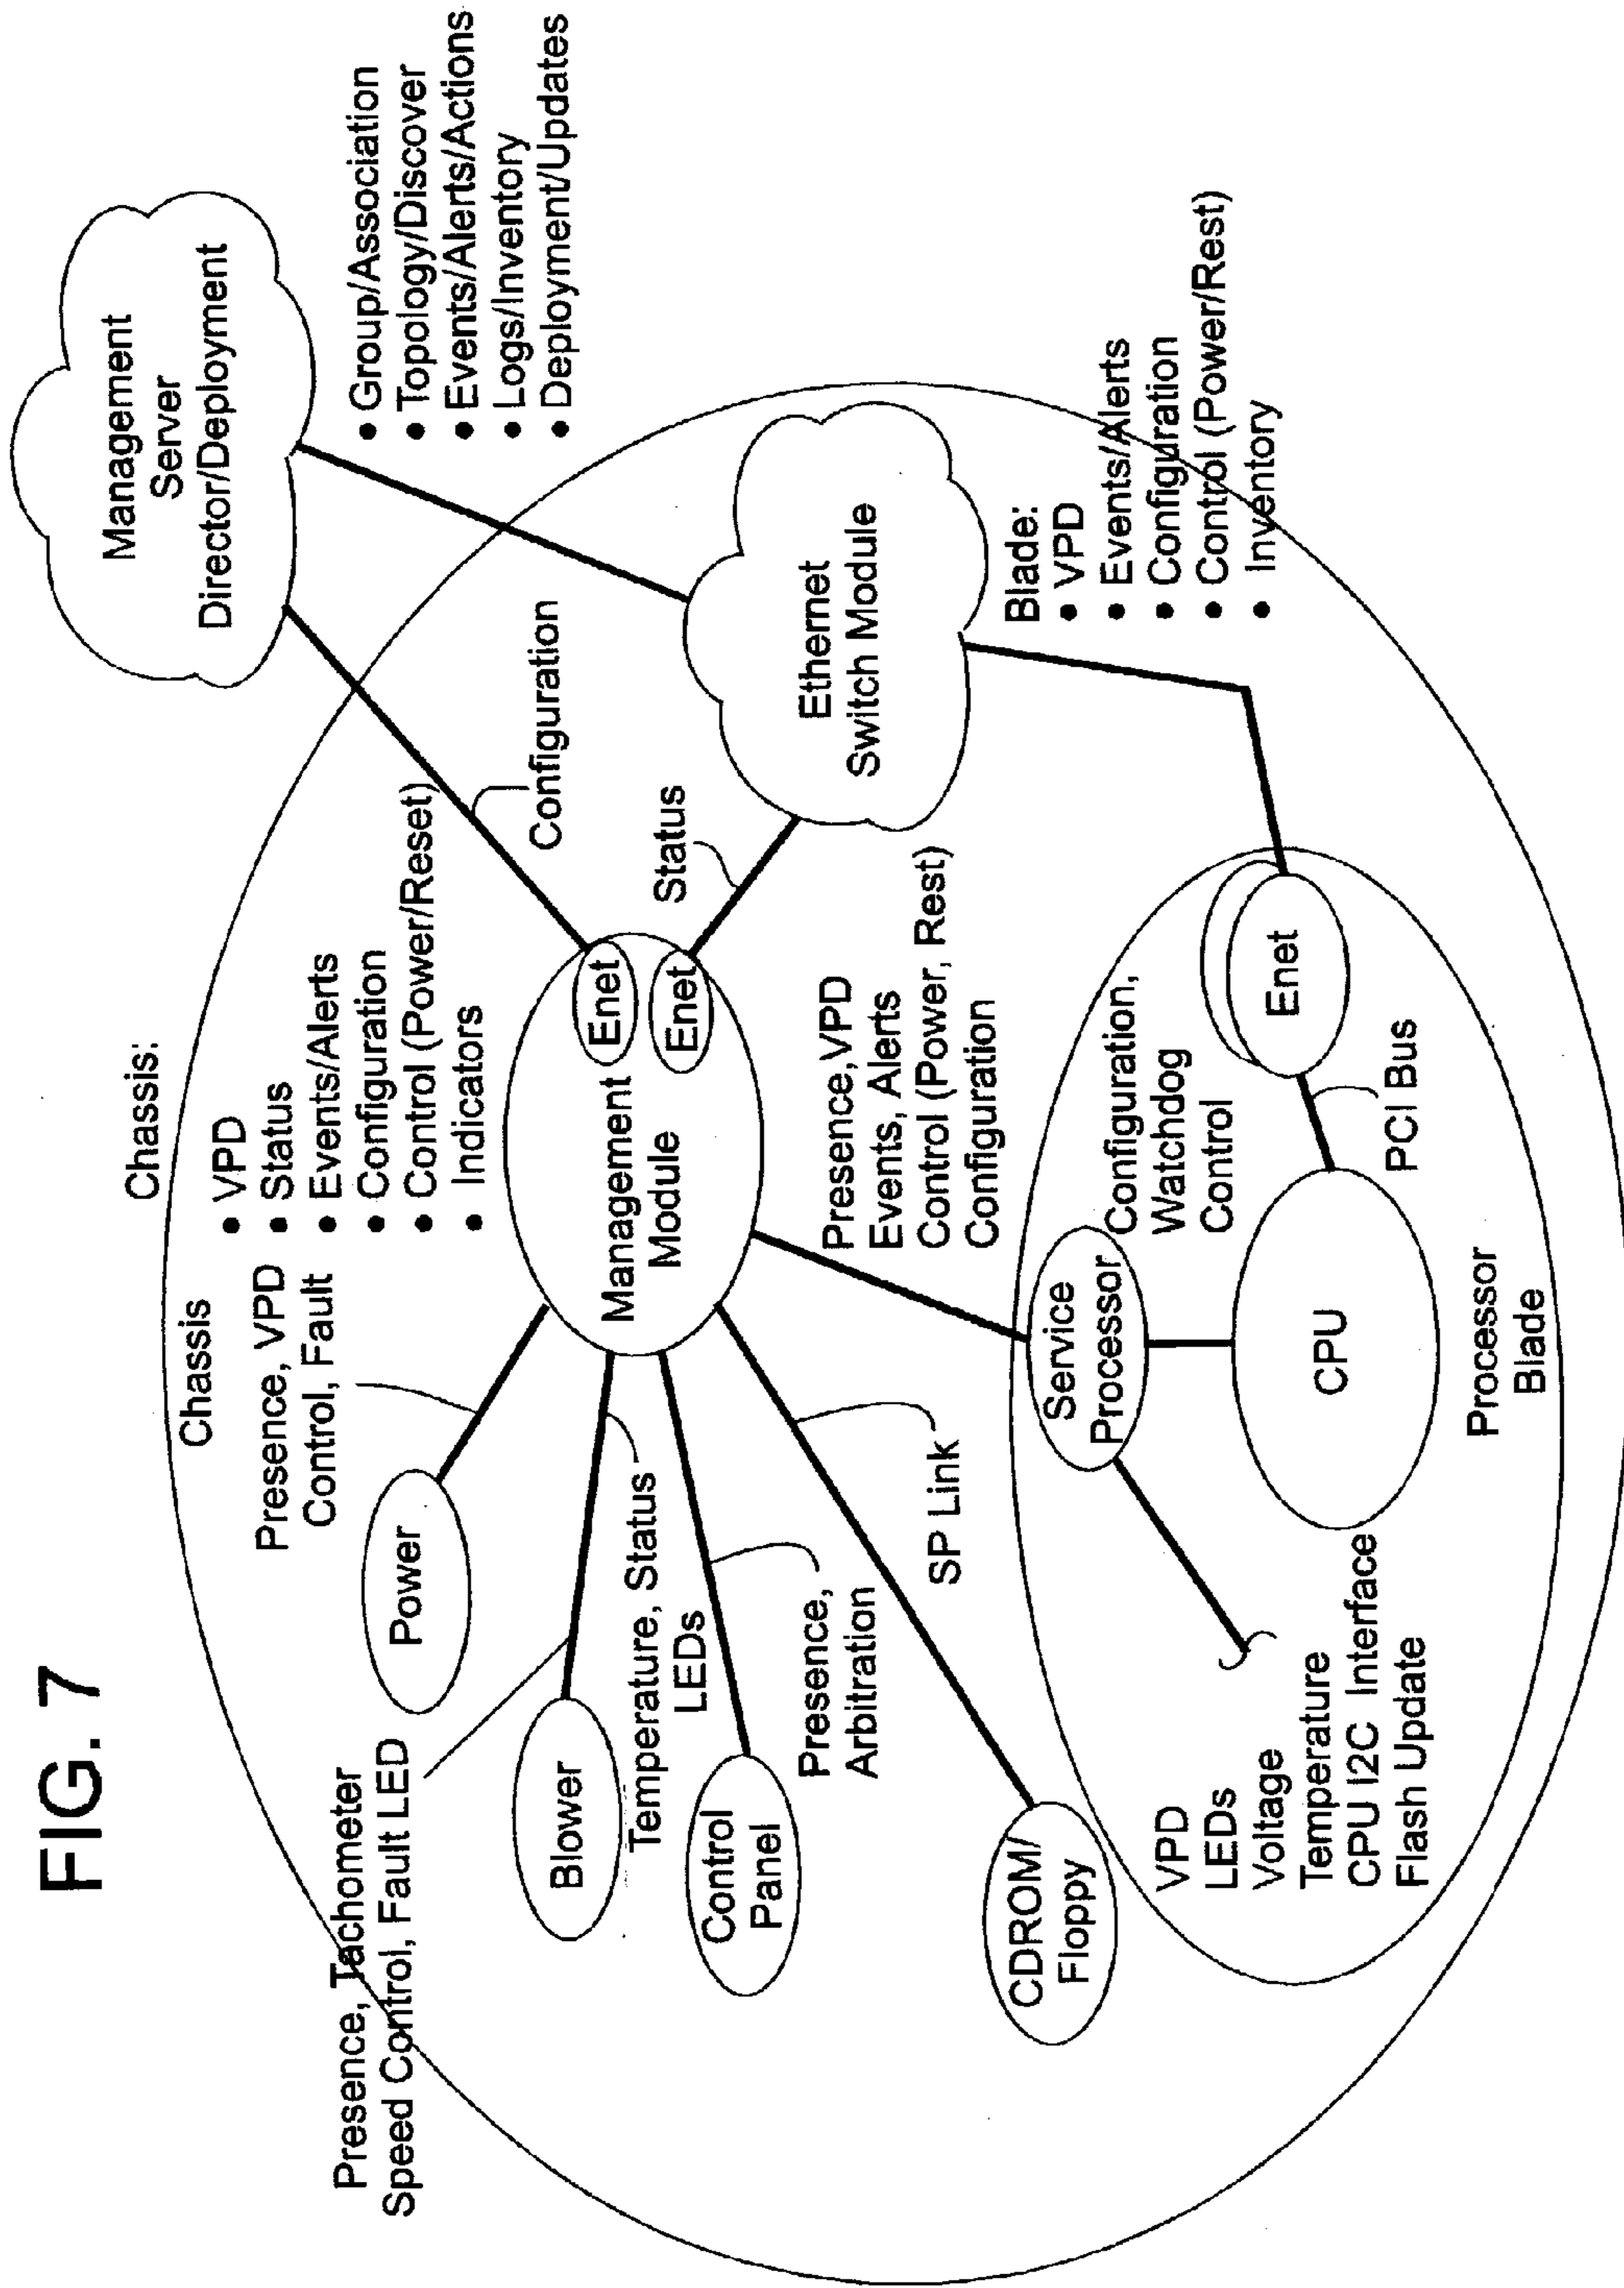 FIG. 7
Management
Server
Director/Deployment
• Group/Association
• Topology/Discover
• Events/Alerts/Actions
• Logs/Inventory
• Deployment/Updates
Chassis:
• VPD
• Status
• Events/Alerts
• Configuration
• Control (Power/Reset)
• Indicators
Chassis
Presence, VPD
Control, Fault
Power
Presence, Tachometer
Speed Control, Fault LED
Blower
Temperature, Status
LEDs
Control
Panel
Presence,
Arbitration
CDROM/
Floppy
SP Link
Management
Module
Enet
Enet
Configuration
Status
Ethernet
Switch Module
Presence, VPD
Events, Alerts
Control (Power, Rest)
Configuration
Blade:
• VPD
• Events/Alerts
• Configuration
• Control (Power/Rest)
• Inventory
Service
Processor
Configuration,
Watchdog
Control
Enet
PCI Bus
CPU
VPD
LEDs
Voltage
Temperature
CPU I2C Interface
Flash Update
Processor
Blade